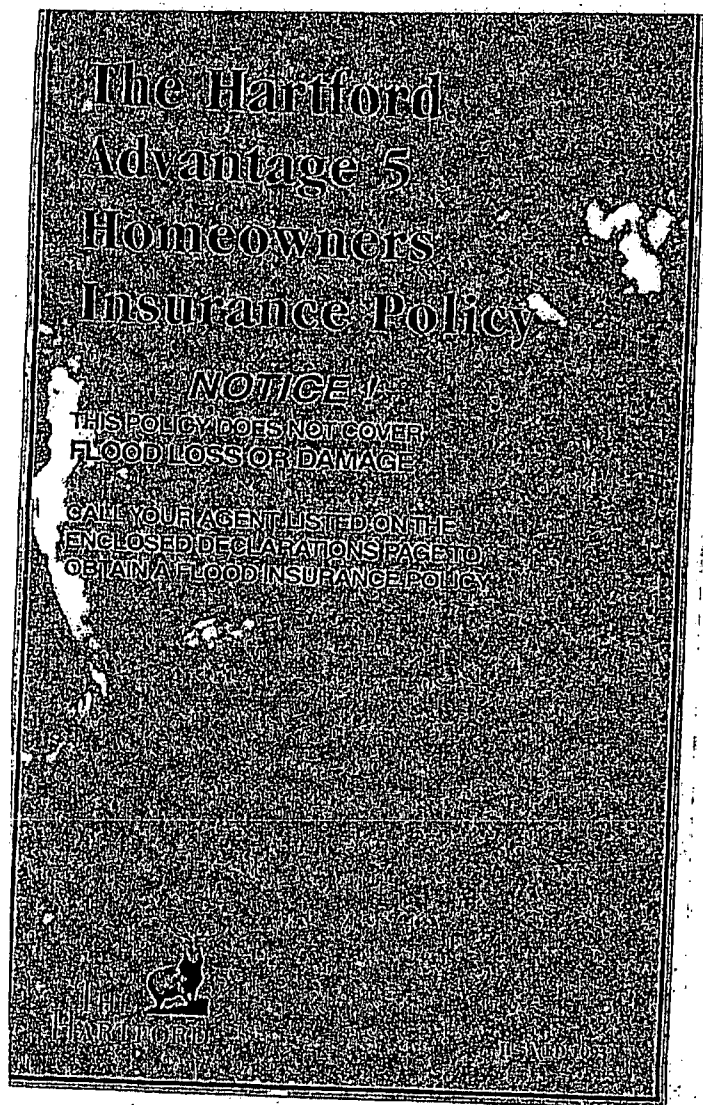 The Hartford
Advantage 5
Homeowners
Insurance Policy
NOTICE !
THIS POLICY DOES NOT COVER
FLOOD LOSS OR DAMAGE
CALL YOUR AGENT LISTED ON THE
ENCLOSED DECLARATIONS PAGE TO
OBTAIN A FLOOD INSURANCE POLICY
THE
HARTFORD